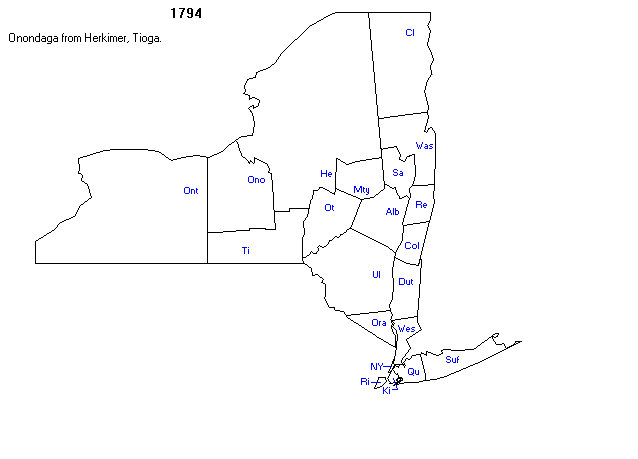 1794
Onondaga from Herkimer, Tioga.
Cl
Was
Sa
He
Mty
Ono
Ont
Ot
Alb
Re
Col
Ti
Ul
Dut
Ora
Wes
Suf
NY
Qu
Ri
Ki